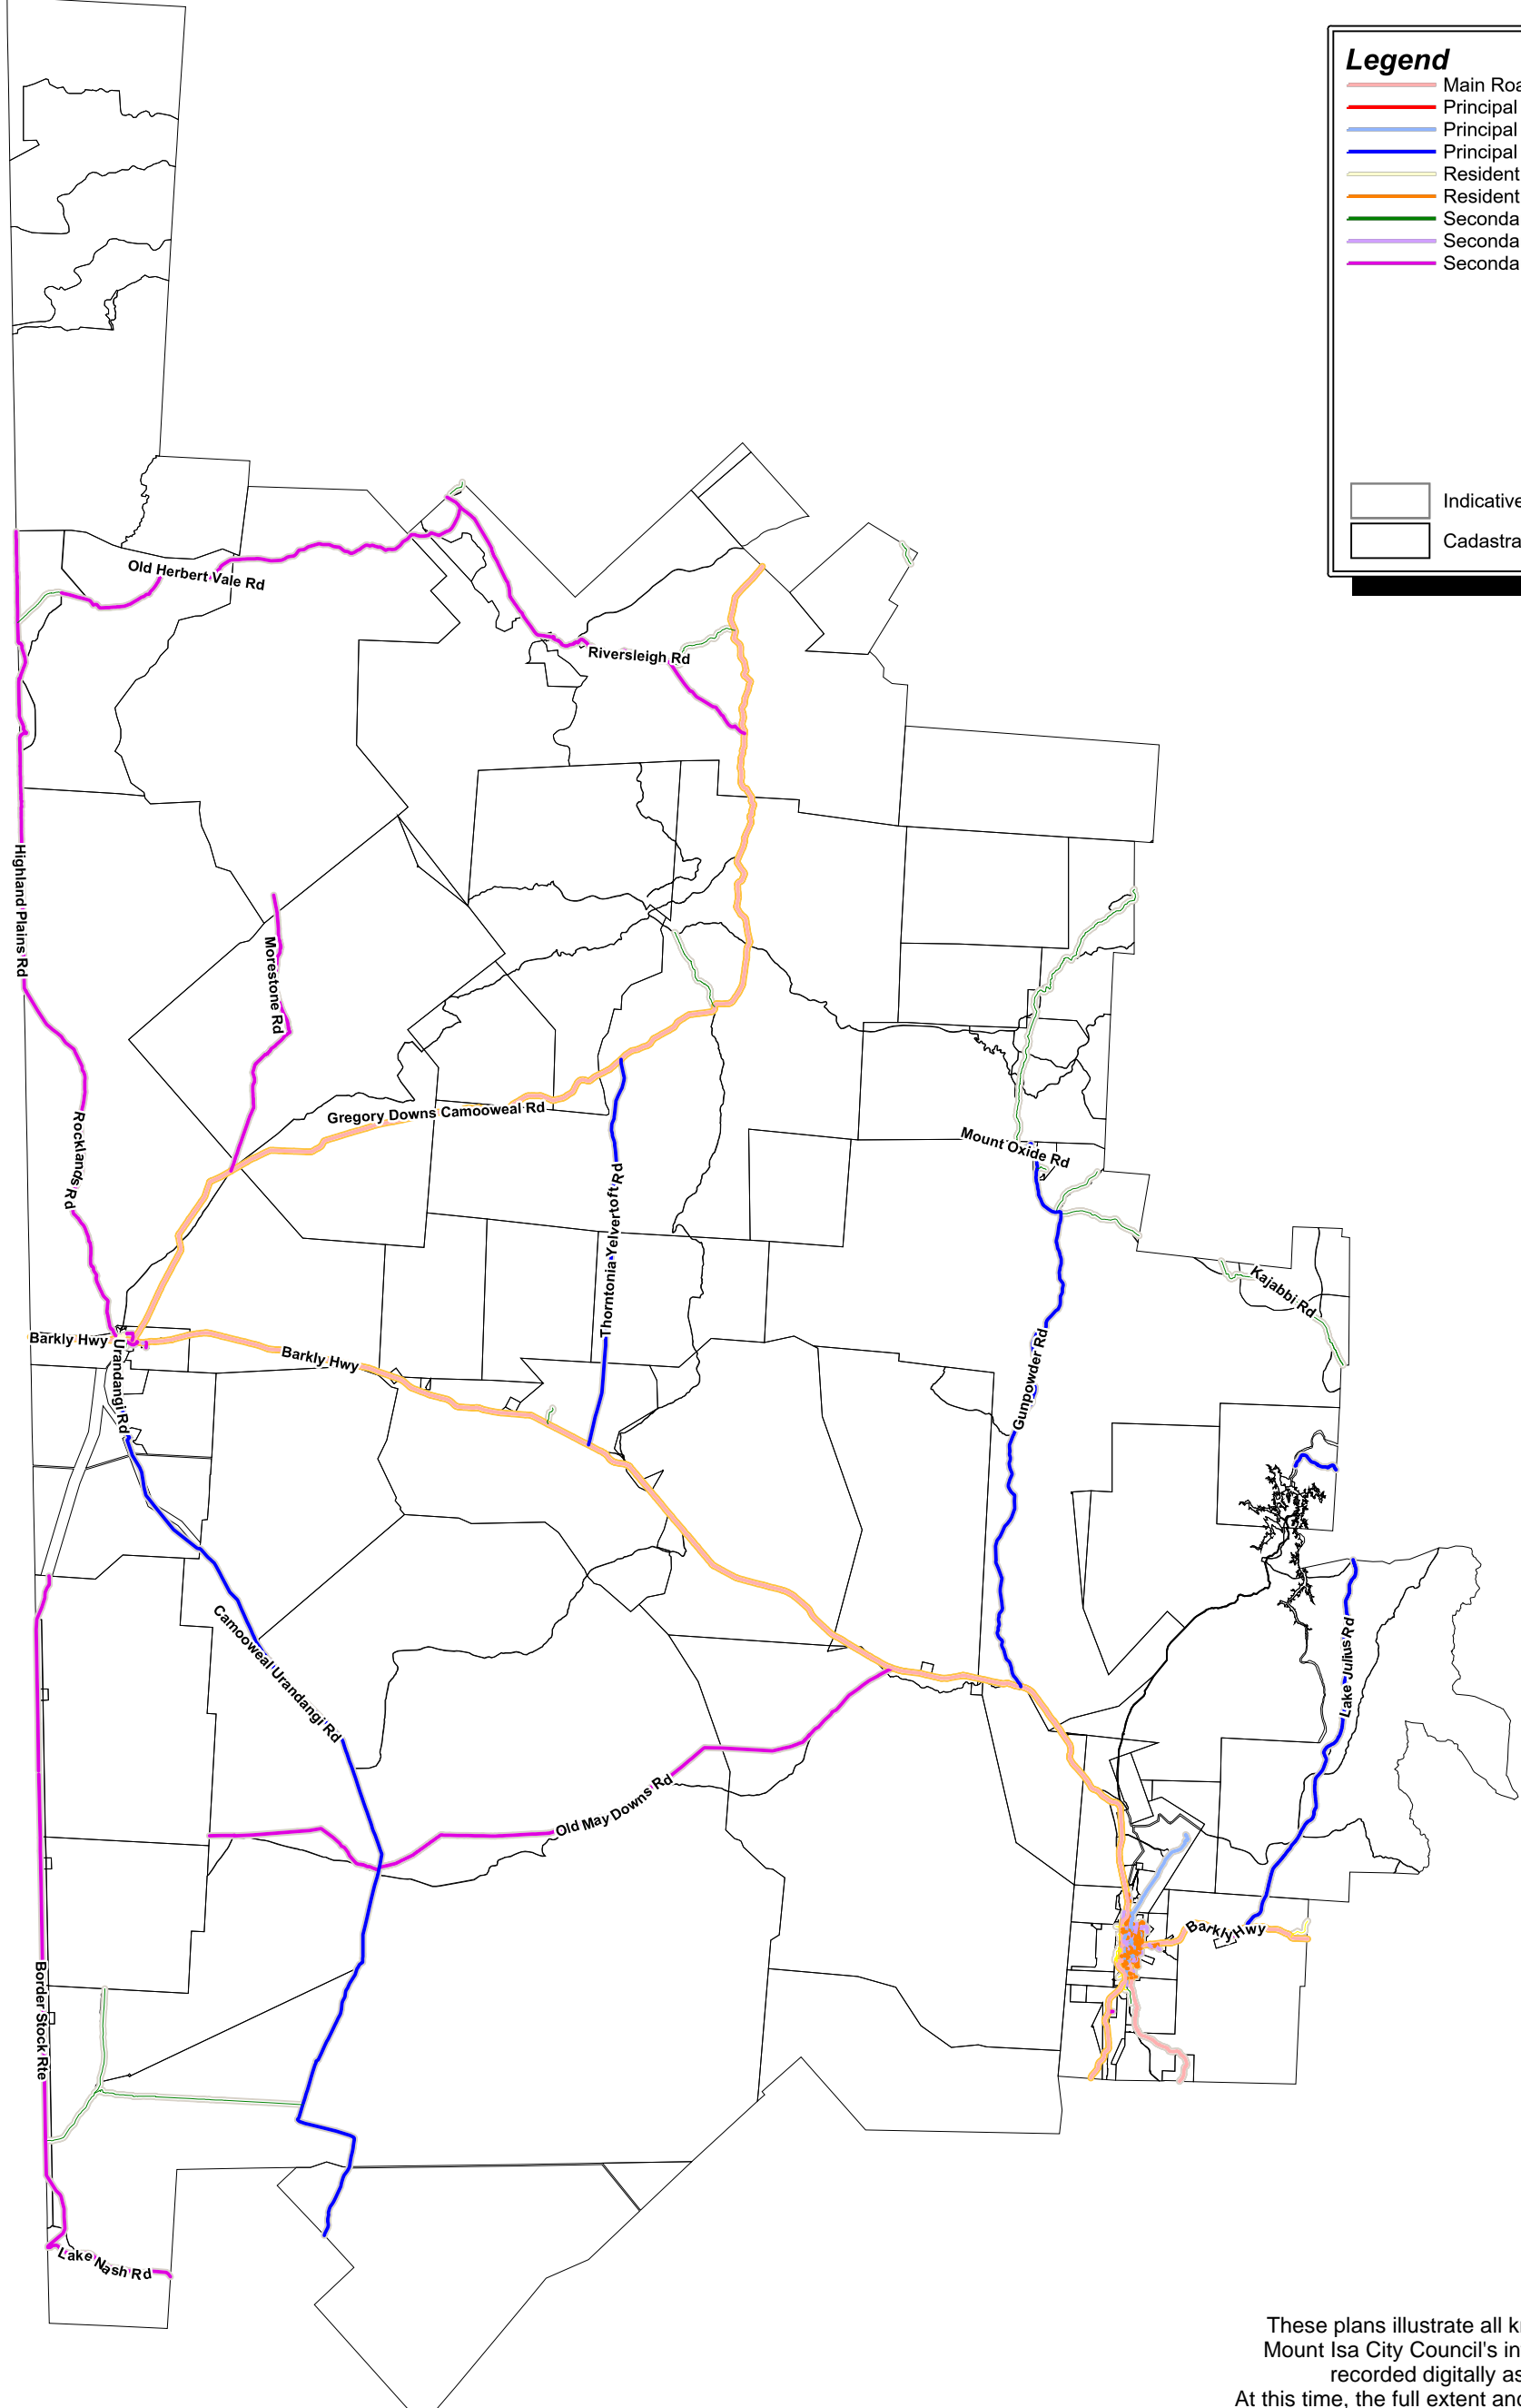 Legend
Main Roa
Principal
Principal
Principal
Resident
Resident
Seconda
Seconda
Seconda
Indicative
Cadastra
Old Herbert Vale Rd
Riversleigh Rd
Highland Plains Rd
Morestone Rd
Gregory Downs Camooweal Rd
Rocklands Rd
Mount Oxide Rd
Thorntonia Yelvertoft Rd
Kajabbi Rd
Barkly Hwy
Barkly Hwy
Urandangi Rd
Gunpowder Rd
Camooweal Urandangi Rd
Lake Julius Rd
Old May Downs Rd
Barkly Hwy
Border Stock Rte
Lake Nash Rd
These plans illustrate all k
Mount Isa City Council's in
recorded digitally as
At this time, the full extent and